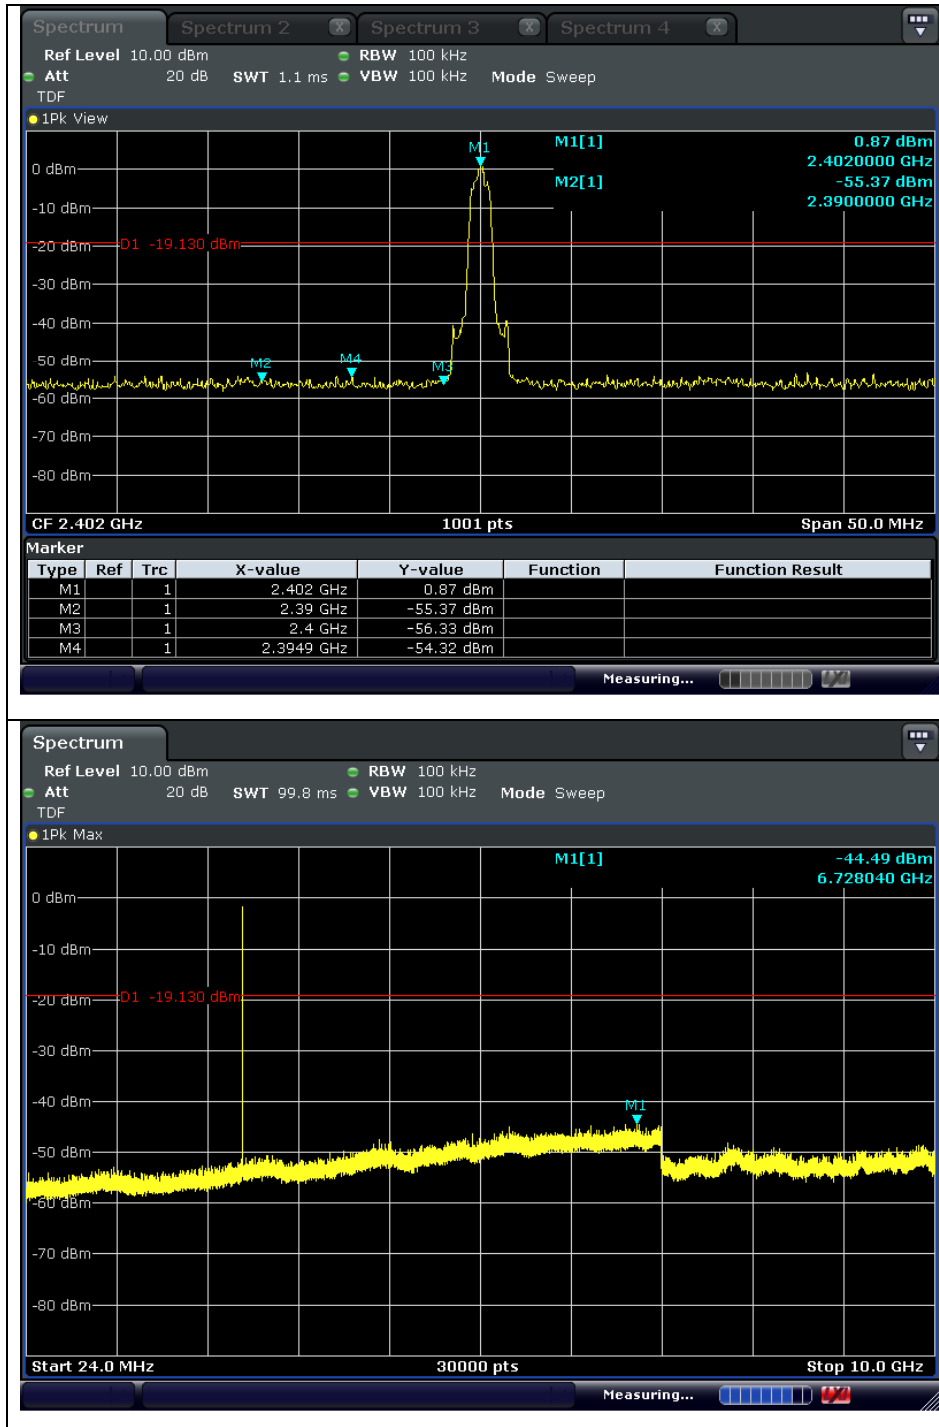 Spectrum Spectrum 2 X Spectrum 3 X Spectrum 4 X
Ref Level 10.00 dBm RBW 100 kHz
Att 20 dB SWT 1.1 ms VBW 100 kHz Mode Sweep
TDF
1Pk View
M1[1] 0.87 dBm
2.4020000 GHz
M2[1] -55.37 dBm
2.3900000 GHz
M1
0 dBm
-10 dBm
-20 dBm D1 -19.130 dBm
-30 dBm
-40 dBm
-50 dBm
M2 M4 M3
-60 dBm
-70 dBm
-80 dBm
CF 2.402 GHz 1001 pts Span 50.0 MHz
Marker
Type Ref Trc X-value Y-value Function Function Result
M1 1 2.402 GHz 0.87 dBm
M2 1 2.39 GHz -55.37 dBm
M3 1 2.4 GHz -56.33 dBm
M4 1 2.3949 GHz -54.32 dBm
Measuring...
Spectrum
Ref Level 10.00 dBm RBW 100 kHz
Att 20 dB SWT 99.8 ms VBW 100 kHz Mode Sweep
TDF
1Pk Max
M1[1] -44.49 dBm
6.728040 GHz
0 dBm
-10 dBm
-20 dBm D1 -19.130 dBm
-30 dBm
-40 dBm
M1
-50 dBm
-60 dBm
-70 dBm
-80 dBm
Start 24.0 MHz 30000 pts Stop 10.0 GHz
Measuring...